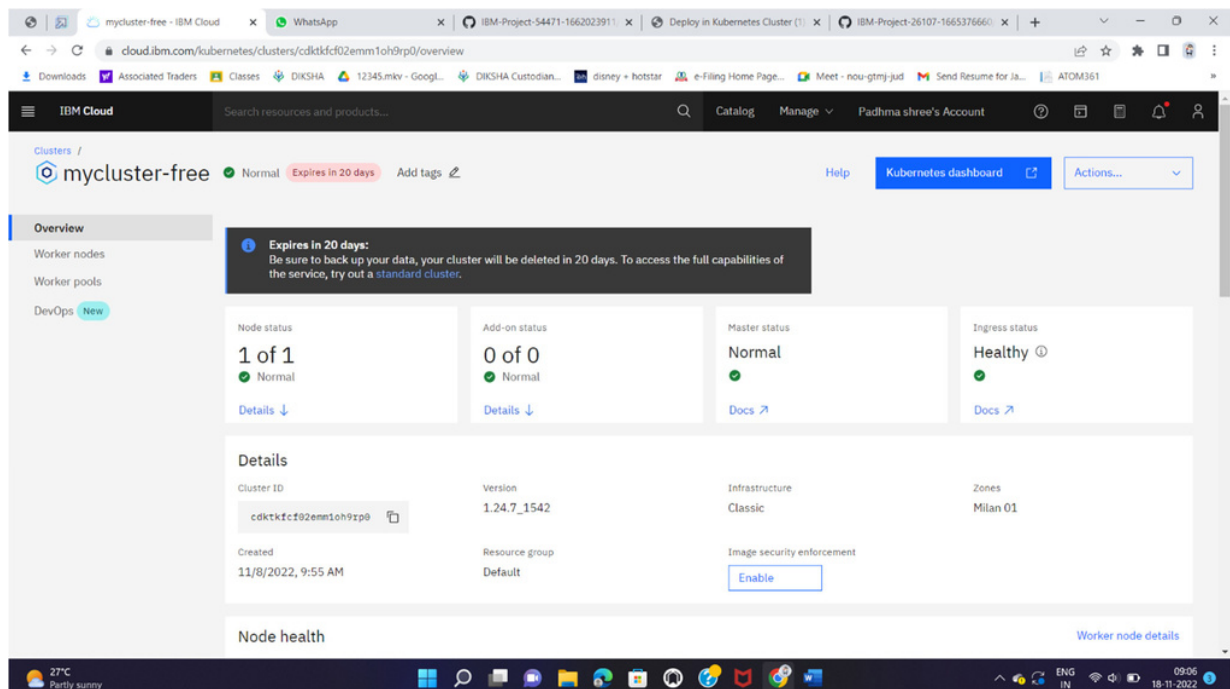 mycluster-free - IBM Cloud
WhatsApp
IBM-Project-54471-1662023911
Deploy in Kubernetes Cluster (1)
IBM-Project-26107-1665376660
cloud.ibm.com/kubernetes/clusters/cdktkfcf02emm1oh9rp0/overview
Downloads
Associated Traders
Classes
DIKSHA
12345.mkv - Googl...
DIKSHA Custodian...
disney + hotstar
e-Filing Home Page...
Meet - nou-gtmj-jud
Send Resume for Ja...
ATOM361
IBM Cloud
Search resources and products...
Catalog
Manage
Padhma shree's Account
Clusters /
mycluster-free
Normal
Expires in 20 days
Add tags
Help
Kubernetes dashboard
Actions...
Overview
Worker nodes
Worker pools
DevOps New
Expires in 20 days:
Be sure to back up your data, your cluster will be deleted in 20 days. To access the full capabilities of
the service, try out a standard cluster.
Node status
1 of 1
Normal
Details
Add-on status
0 of 0
Normal
Details
Master status
Normal
Docs
Ingress status
Healthy
Docs
Details
Cluster ID
cdktkfcf02emm1oh9rp0
Version
1.24.7_1542
Infrastructure
Classic
Zones
Milan 01
Created
11/8/2022, 9:55 AM
Resource group
Default
Image security enforcement
Enable
Node health
Worker node details
27°C
Partly sunny
ENG
IN
09:06
18-11-2022